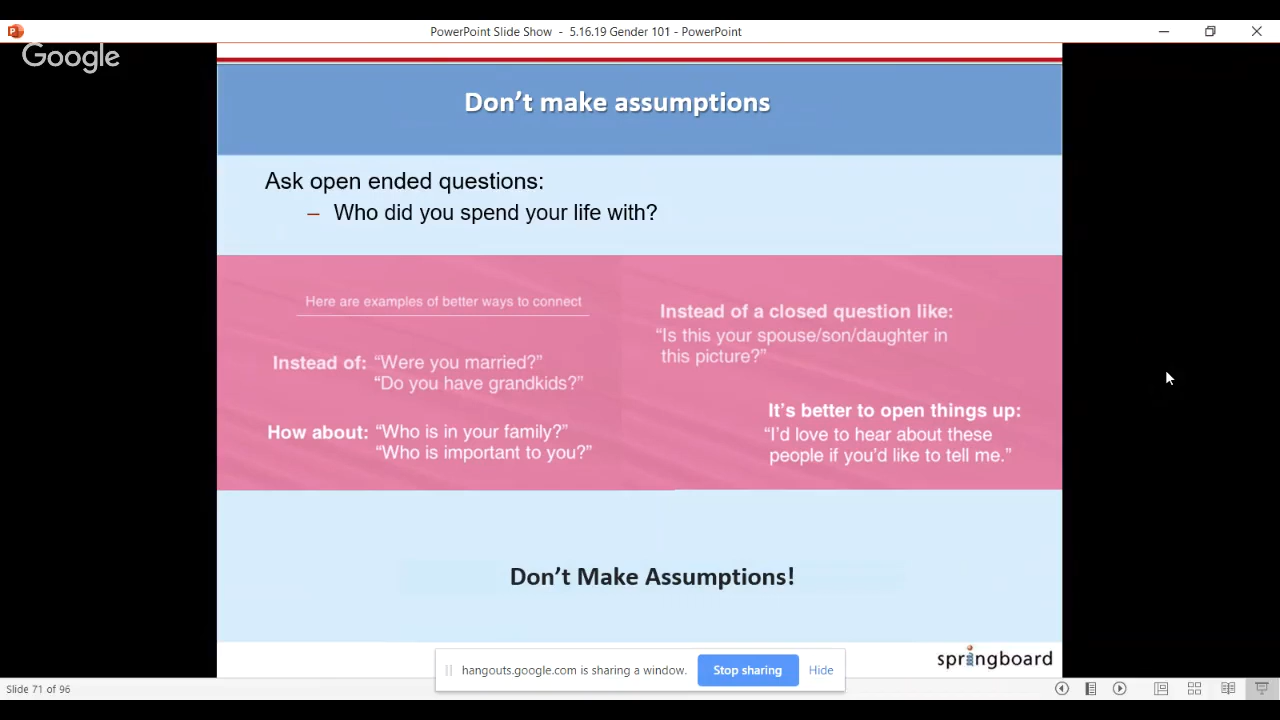 PowerPoint Slide Show - 5.16.19 Gender 101 - PowerPoint
Google
Don't make assumptions
Ask open ended questions:
– Who did you spend your life with?
Here are examples of better ways to connect
Instead of: “Were you married?”
“Do you have grandkids?”
How about: “Who is in your family?”
“Who is important to you?”
Instead of a closed question like:
“Is this your spouse/son/daughter in
this picture?”
It's better to open things up:
“I'd love to hear about these
people if you'd like to tell me.”
Don't Make Assumptions!
springboard
hangouts.google.com is sharing a window. Stop sharing Hide
Slide 71 of 96